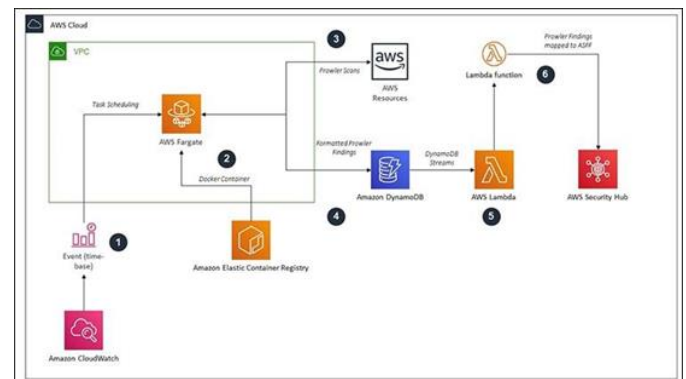 AWS Cloud
VPC
3
Prowler Scans
aws
AWS
Resources
Lambda function
6
Prowler Findings
mapped to ASFF
Task Scheduling
AWS Fargate
2
Docker Container
Formatted Prowler
Findings
Amazon DynamoDB
DynamoDB
Streams
AWS Lambda
AWS Security Hub
4
5
1
Event (time-
base)
Amazon Elastic Container Registry
Amazon CloudWatch